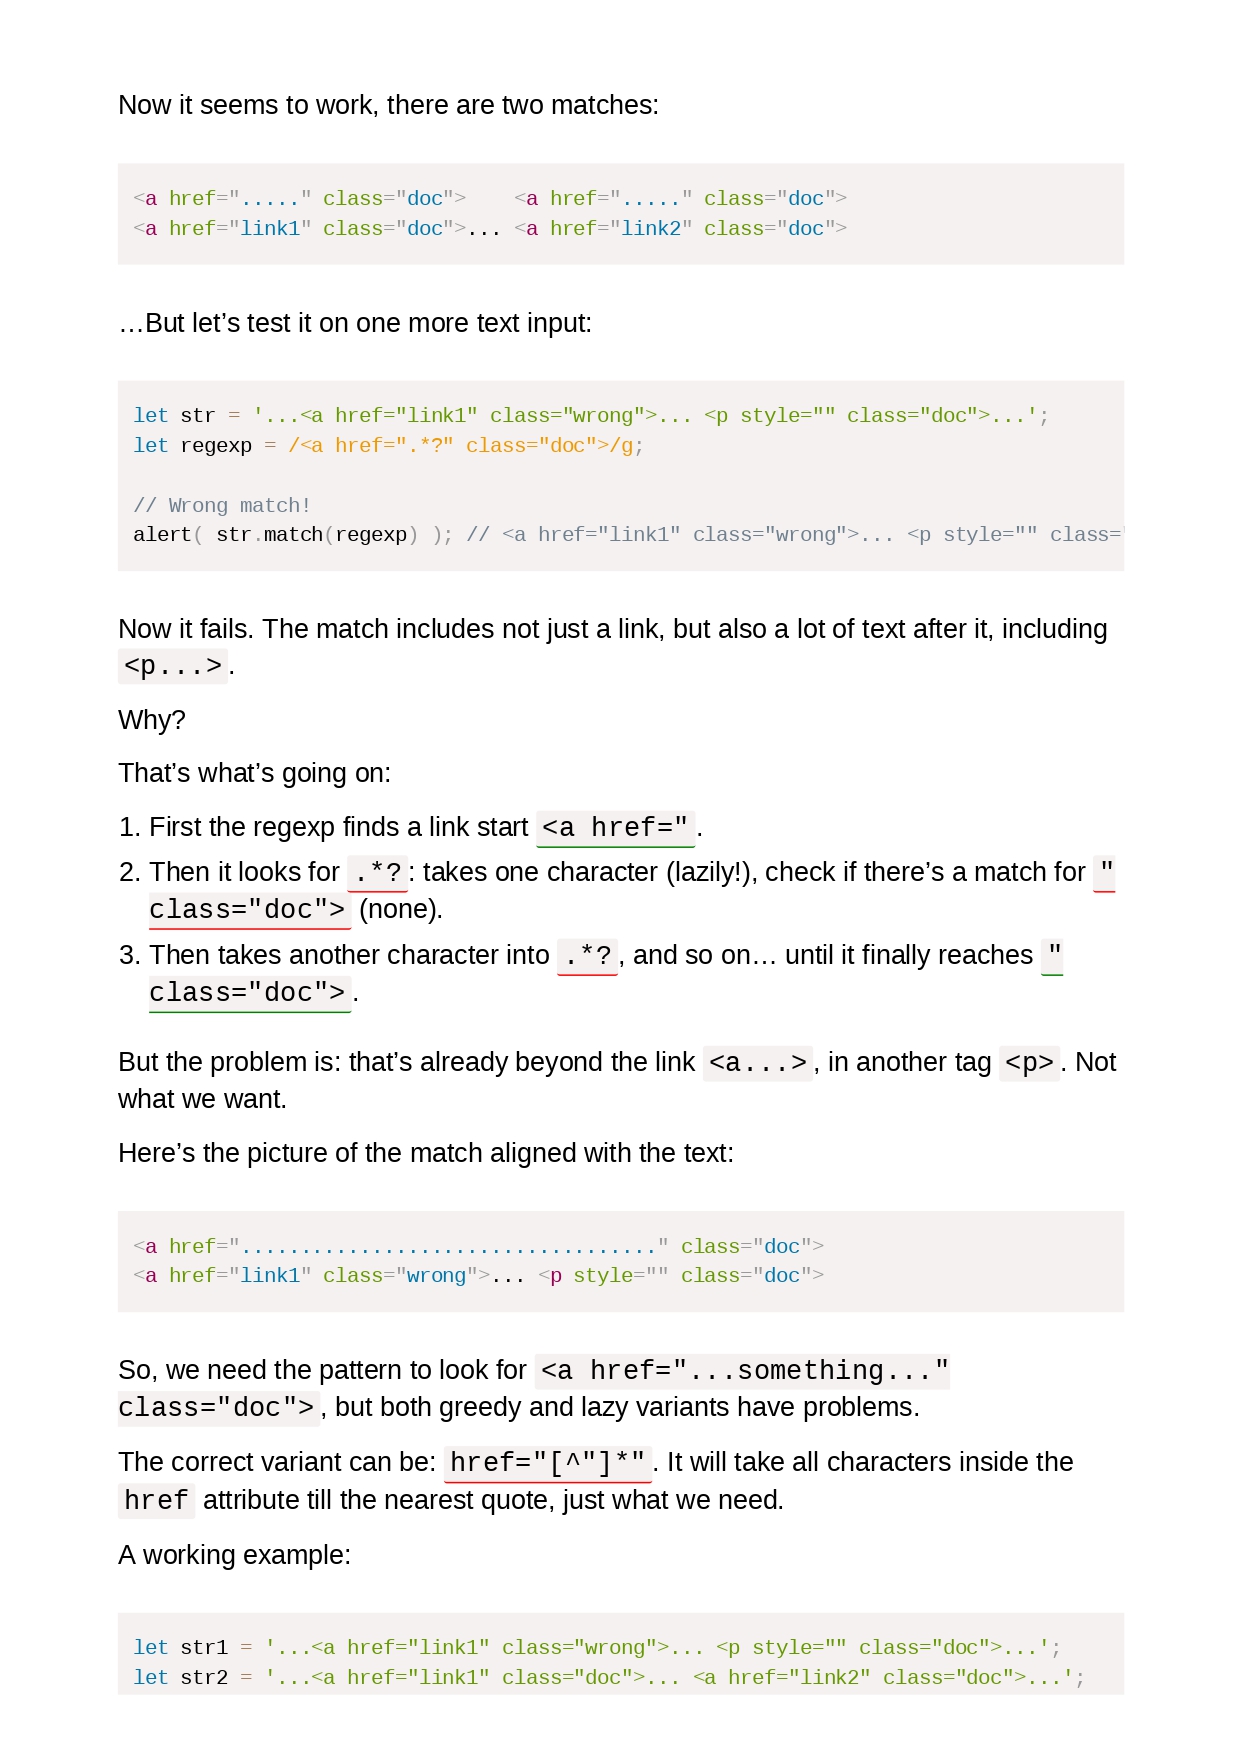 Now it seems to work, there are two matches:
<a href="....." class="doc">    <a href="....." class="doc">
<a href="link1" class="doc">... <a href="link2" class="doc">
…But let’s test it on one more text input:
let str = '...<a href="link1" class="wrong">... <p style="" class="doc">...';
let regexp = /<a href=".*?" class="doc">/g;
// Wrong match!
alert( str.match(regexp) ); // <a href="link1" class="wrong">... <p style="" class="
Now it fails. The match includes not just a link, but also a lot of text after it, including
<p...>.
Why?
That’s what’s going on:
1. First the regexp finds a link start <a href=".
2. Then it looks for .*?: takes one character (lazily!), check if there’s a match for "
class="doc"> (none).
3. Then takes another character into .*?, and so on… until it finally reaches "
class="doc">.
But the problem is: that’s already beyond the link <a...>, in another tag <p>. Not
what we want.
Here’s the picture of the match aligned with the text:
<a href="..................................." class="doc">
<a href="link1" class="wrong">... <p style="" class="doc">
So, we need the pattern to look for <a href="...something..."
class="doc">, but both greedy and lazy variants have problems.
The correct variant can be: href="[^"]*". It will take all characters inside the
href attribute till the nearest quote, just what we need.
A working example:
let str1 = '...<a href="link1" class="wrong">... <p style="" class="doc">...';
let str2 = '...<a href="link1" class="doc">... <a href="link2" class="doc">...';